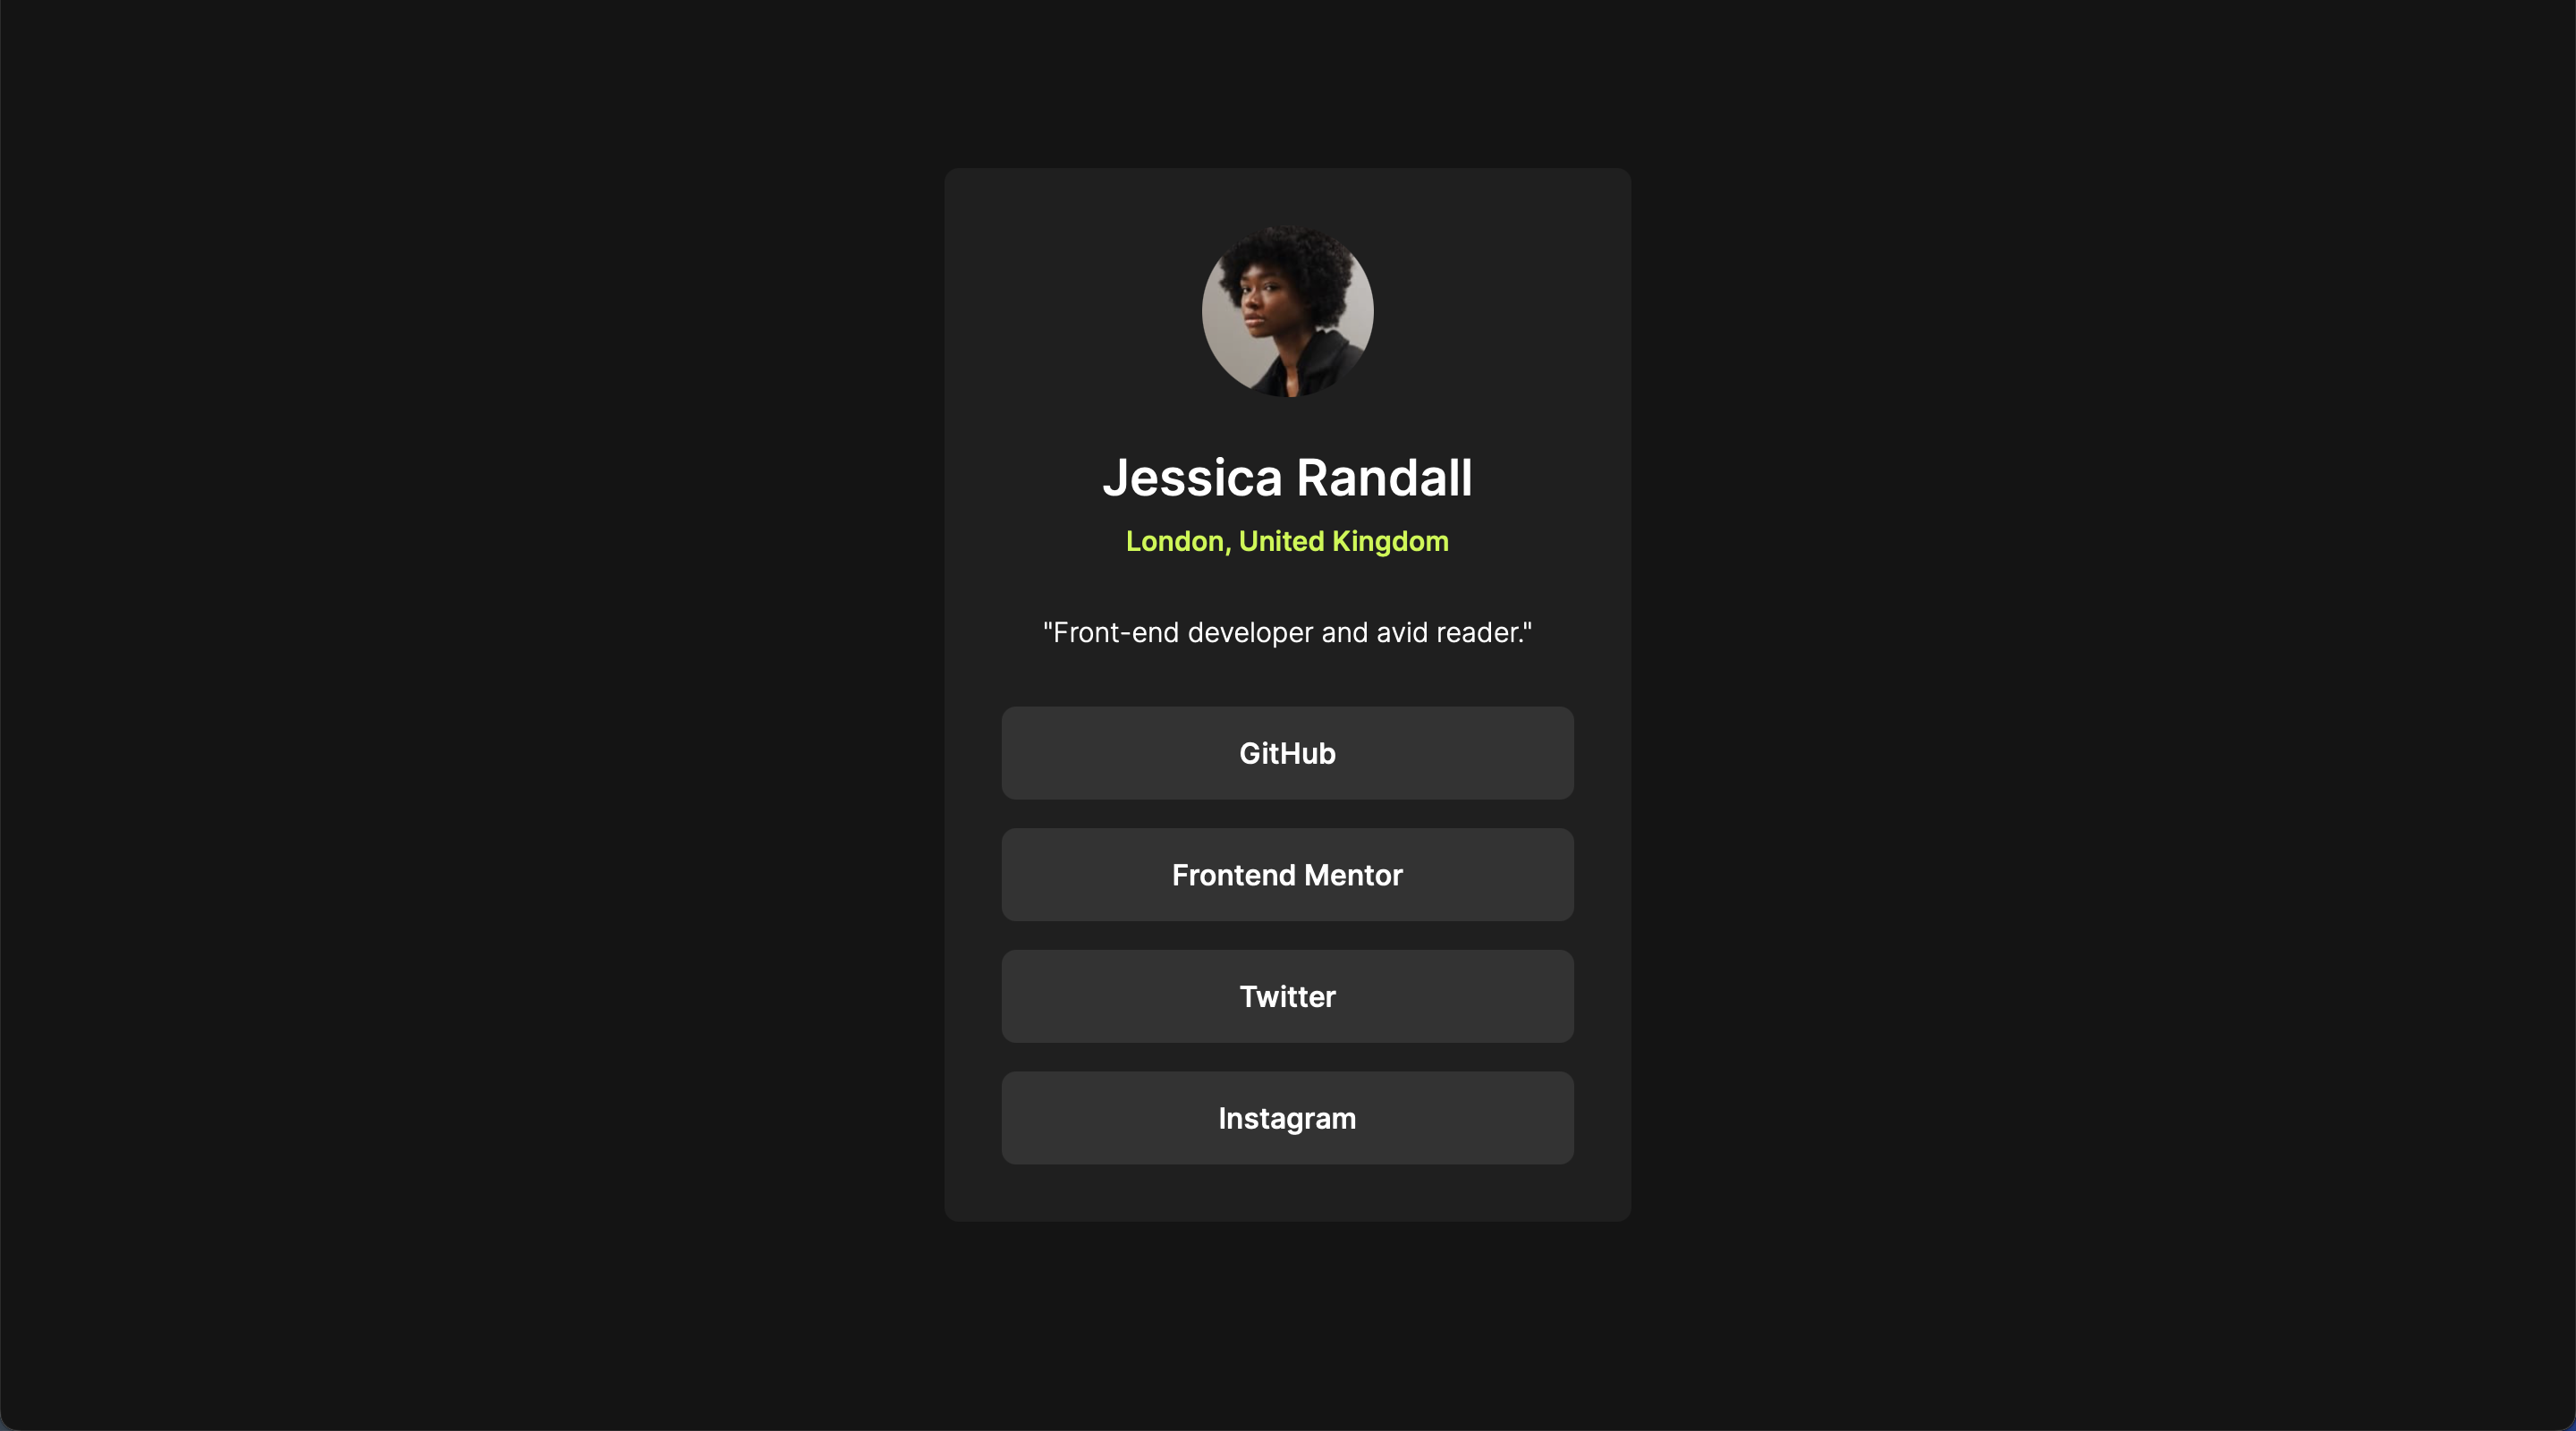 Jessica Randall
London, United Kingdom
"Front-end developer and avid reader."
GitHub
Frontend Mentor
Twitter
Instagram